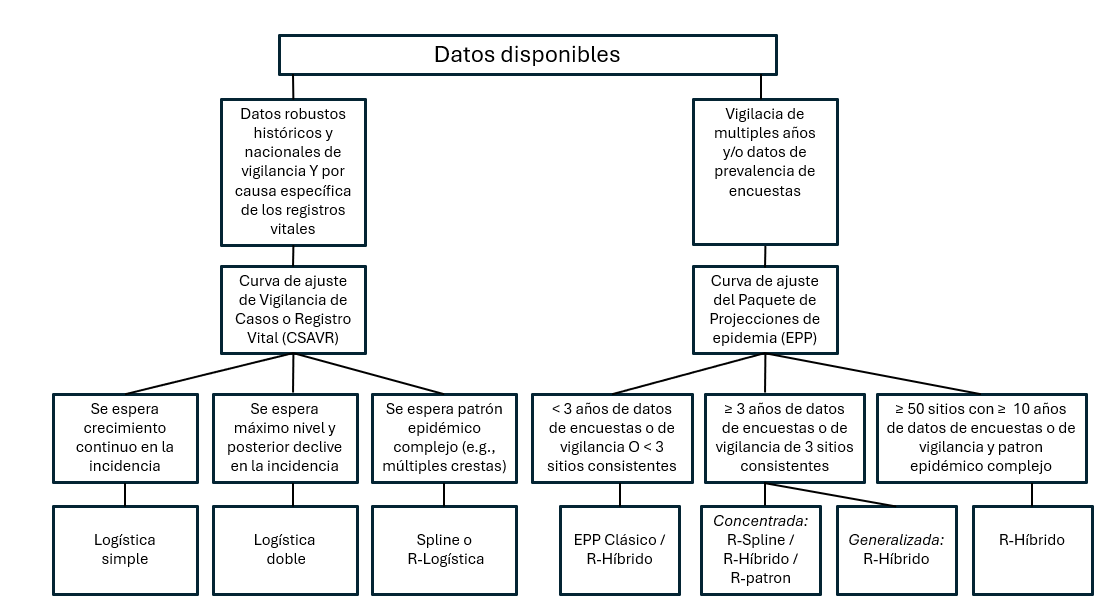 Datos disponibles
Datos robustos
históricos y
nacionales de
vigilancia Y por
causa específica
de los registros
vitales
Vigilacia de
multiples años
y/o datos de
prevalencia de
encuestas
Curva de ajuste
de Vigilancia de
Casos o Registro
Vital (CSAVR)
Curva de ajuste
del Paquete de
Projecciones de
epidemia (EPP)
Se espera
crecimiento
continuo en la
incidencia
Se espera
máximo nivel y
posterior declive
en la incidencia
Se espera patrón
epidémico
complejo (e.g.,
múltiples crestas)
< 3 años de datos
de encuestas o de
vigilancia O < 3
sitios consistentes
≥ 3 años de datos
de encuestas o de
vigilancia de 3 sitios
consistentes
≥ 50 sitios con ≥ 10 años
de datos de encuestas o de
vigilancia y patron
epidémico complejo
Logística
simple
Logística
doble
Spline o
R-Logística
EPP Clásico /
R-Híbrido
Concentrada:
R-Spline /
R-Híbrido /
R-patron
Generalizada:
R-Híbrido
R-Híbrido